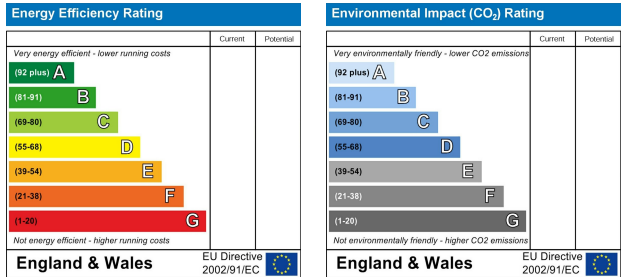 Energy Efficiency Rating
Current Potential
Very energy efficient - lower running costs
(92 plus) A
(81-91) B
(69-80) C
(55-68) D
(39-54) E
(21-38) F
(1-20) G
Not energy efficient - higher running costs
England & Wales
EU Directive
2002/91/EC
Environmental Impact (CO₂) Rating
Current Potential
Very environmentally friendly - lower CO2 emissions
(92 plus) A
(81-91) B
(69-80) C
(55-68) D
(39-54) E
(21-38) F
(1-20) G
Not environmentally friendly - higher CO2 emissions
England & Wales
EU Directive
2002/91/EC